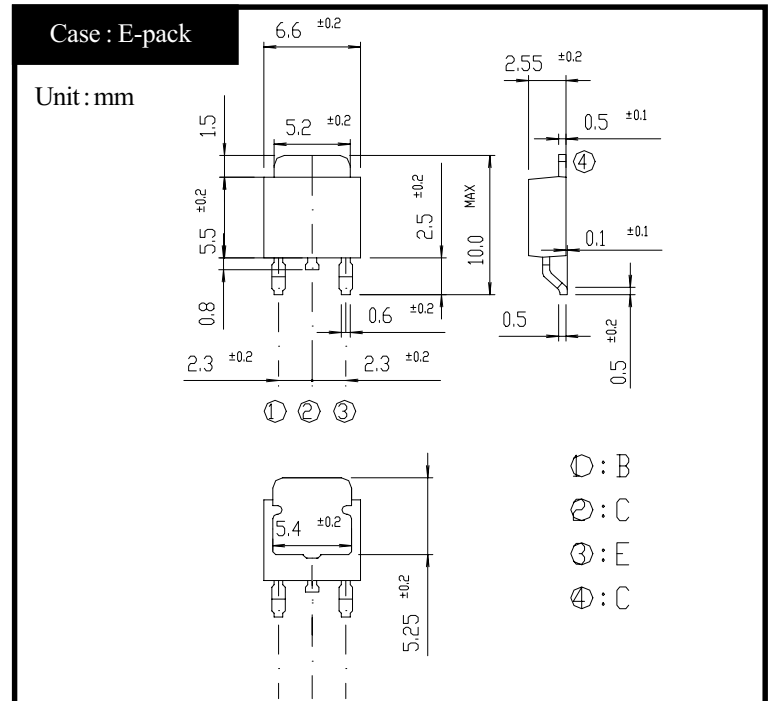 Case : E-pack
Unit : mm
6.6 ±0.2
2.55 ±0.2
1.5
5.2 ±0.2
0.5 ±0.1
④
5.5 ±0.2
2.5 ±0.2
10.0 MAX
0.1 ±0.1
0.8
0.6 ±0.2
0.5
0.5 ±0.2
2.3 ±0.2
2.3 ±0.2
① ② ③
5.4 ±0.2
5.25 ±0.2
① : B
② : C
③ : E
④ : C